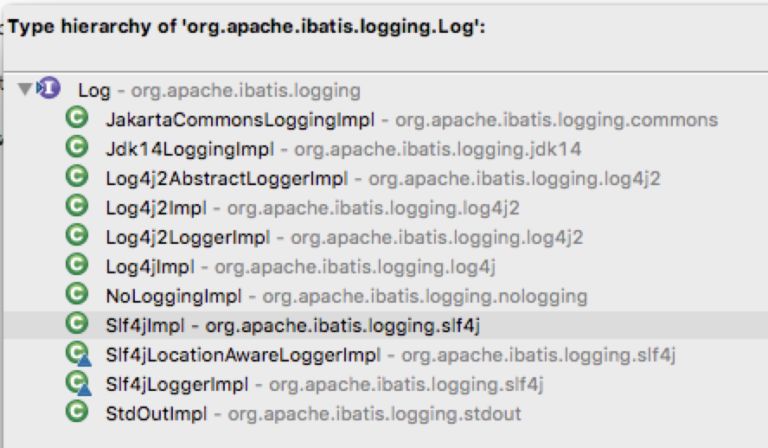 Type hierarchy of 'org.apache.ibatis.logging.Log':
Log - org.apache.ibatis.logging
JakartaCommonsLoggingImpl - org.apache.ibatis.logging.commons
Jdk14LoggingImpl - org.apache.ibatis.logging.jdk14
Log4j2AbstractLoggerImpl - org.apache.ibatis.logging.log4j2
Log4j2Impl - org.apache.ibatis.logging.log4j2
Log4j2LoggerImpl - org.apache.ibatis.logging.log4j2
Log4jImpl - org.apache.ibatis.logging.log4j
NoLoggingImpl - org.apache.ibatis.logging.nologging
Slf4jImpl - org.apache.ibatis.logging.slf4j
Slf4jLocationAwareLoggerImpl - org.apache.ibatis.logging.slf4j
Slf4jLoggerImpl - org.apache.ibatis.logging.slf4j
StdOutImpl - org.apache.ibatis.logging.stdout